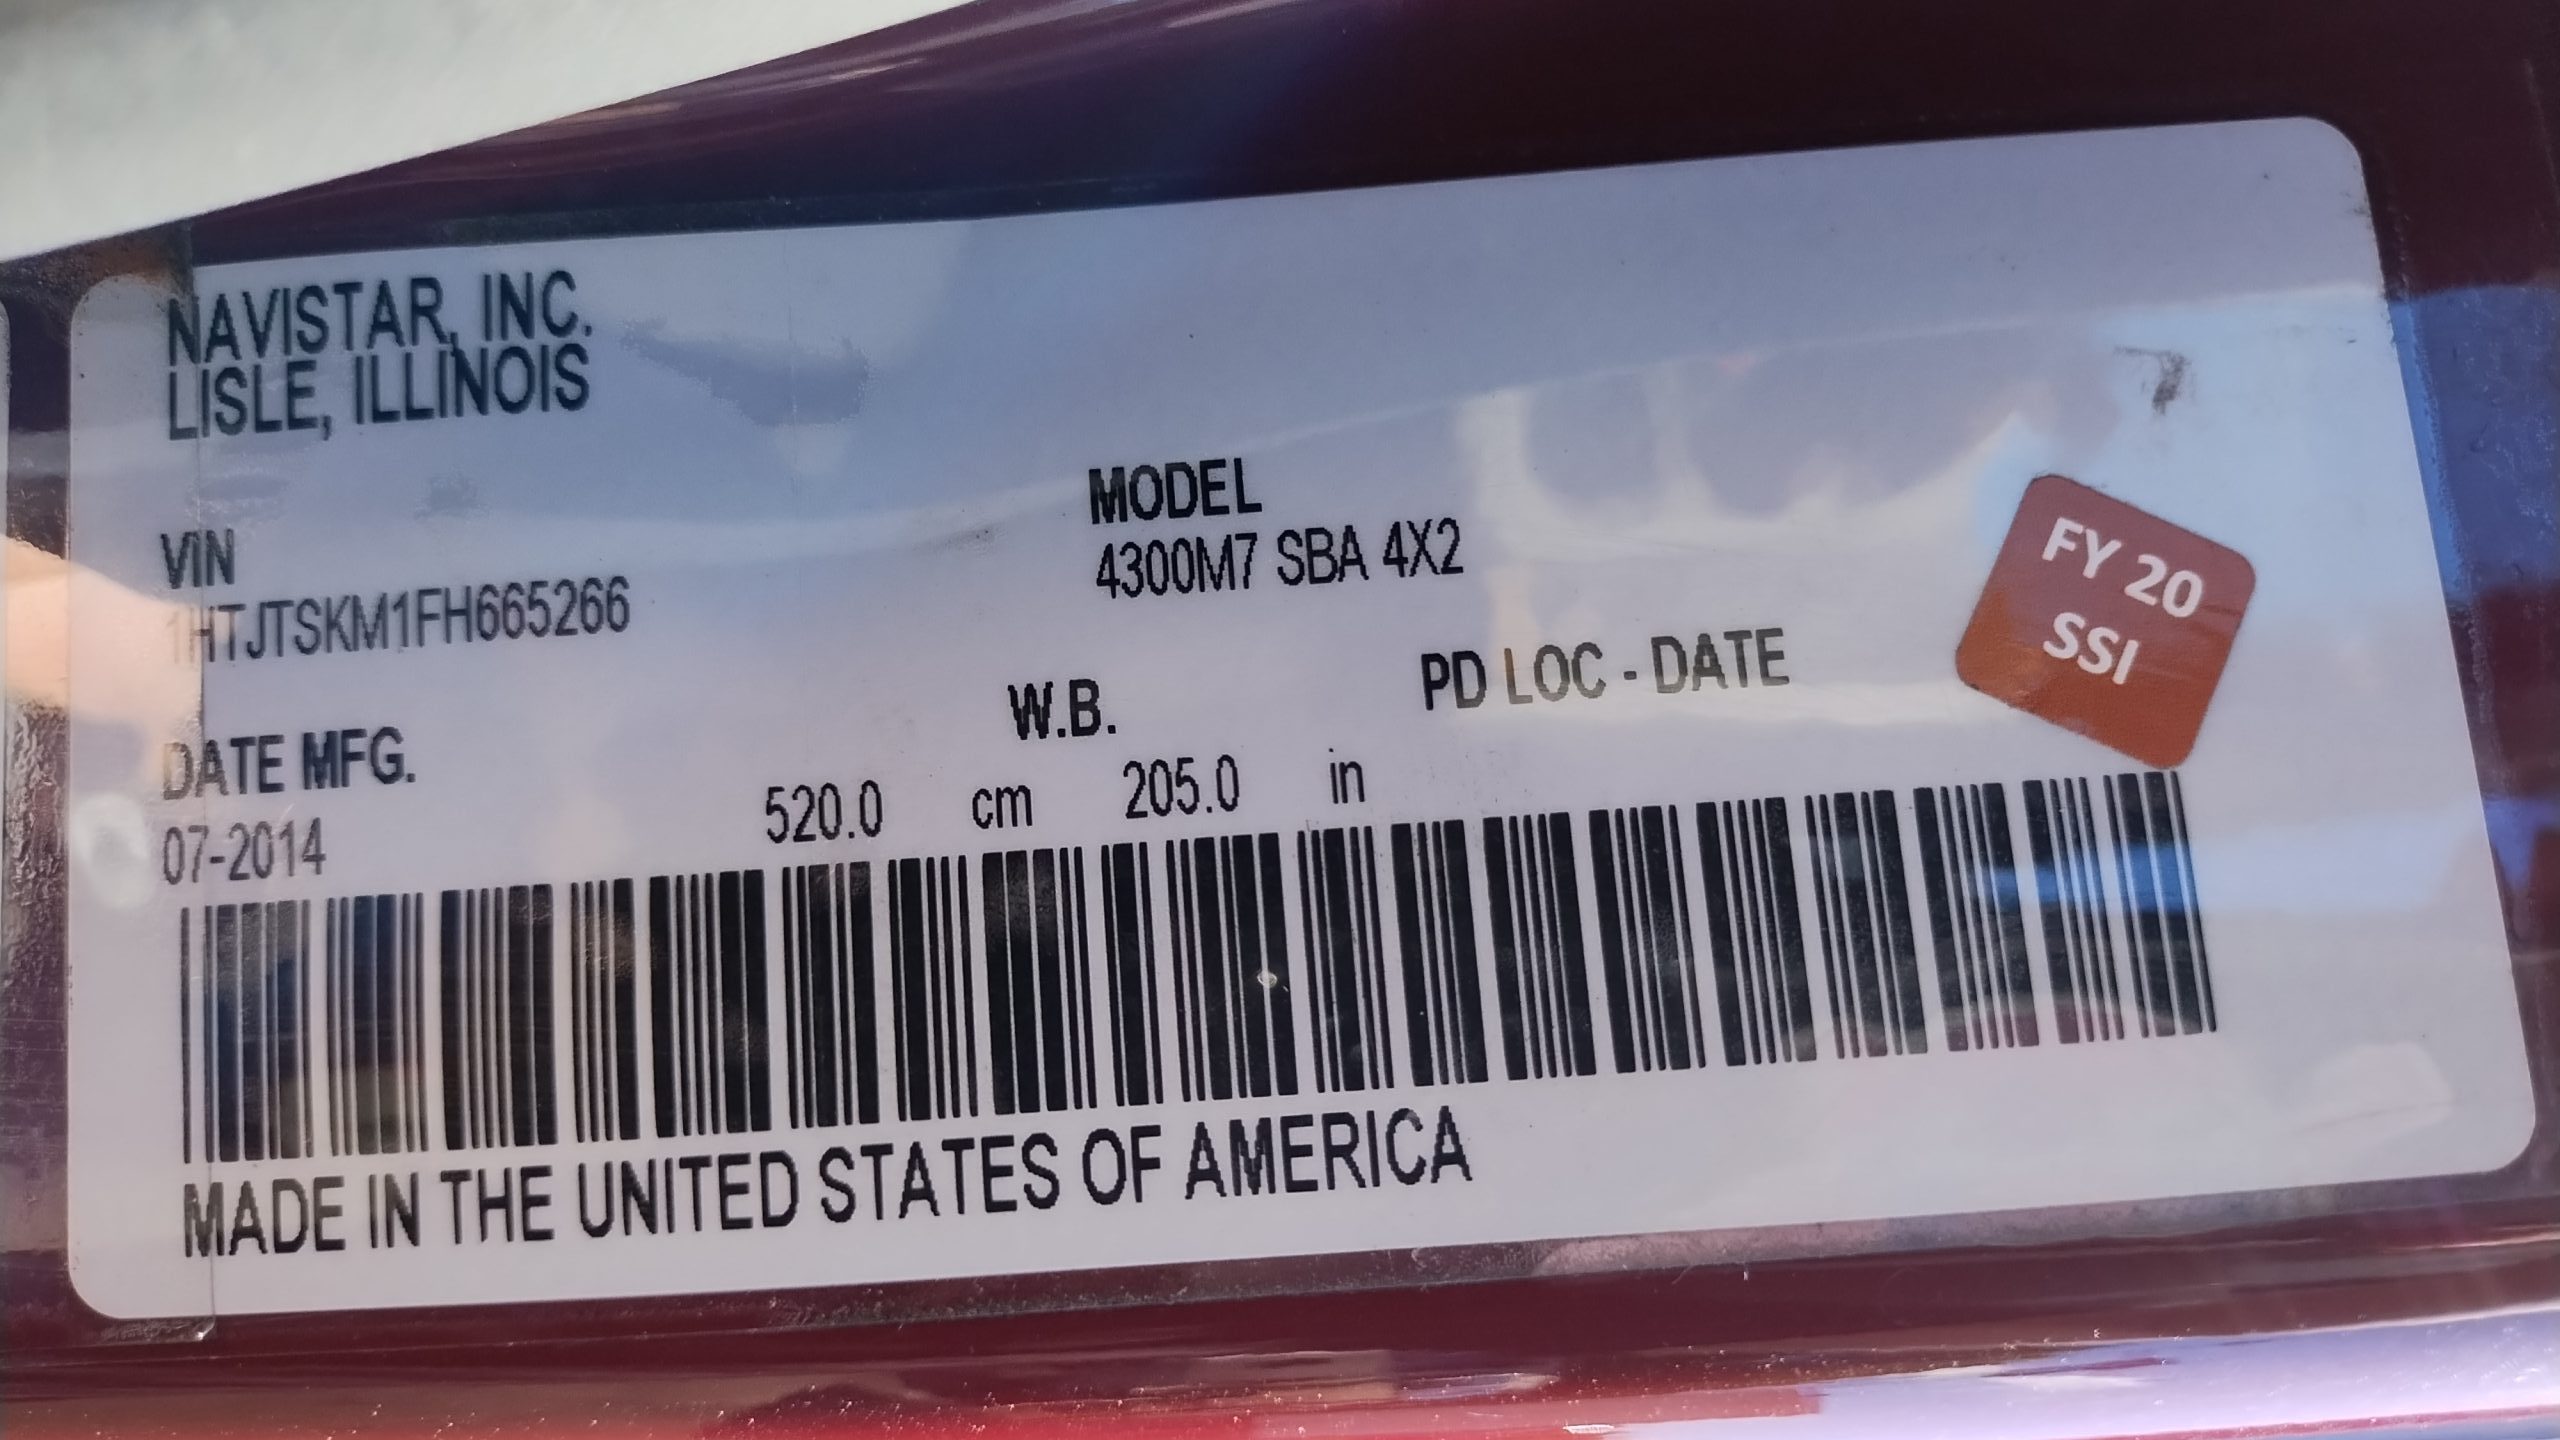 NAVISTAR, INC.
LISLE, ILLINOIS
VIN
1HTJTSKM1FH665266
MODEL
4300M7 SBA 4X2
DATE MFG.
07-2014
W.B.
520.0 cm 205.0 in
PD LOC - DATE
FY 20
SSI
MADE IN THE UNITED STATES OF AMERICA